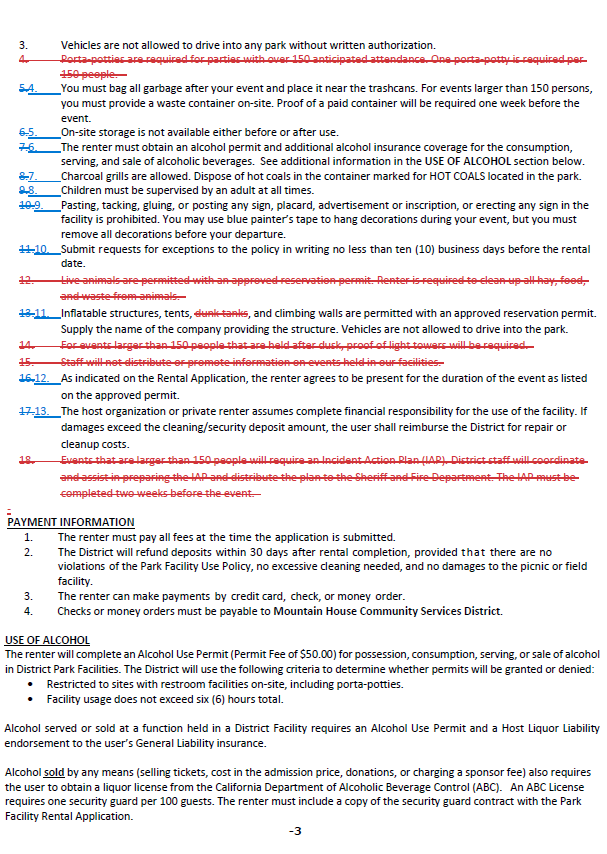 3. Vehicles are not allowed to drive into any park without written authorization.
4. Porta-potties are required for parties with over 150 anticipated attendance. One porta-potty is required per
150 people.
5.4. You must bag all garbage after your event and place it near the trashcans. For events larger than 150 persons,
you must provide a waste container on-site. Proof of a paid container will be required one week before the
event.
6.5. On-site storage is not available either before or after use.
7.6. The renter must obtain an alcohol permit and additional alcohol insurance coverage for the consumption,
serving, and sale of alcoholic beverages. See additional information in the USE OF ALCOHOL section below.
8.7. Charcoal grills are allowed. Dispose of hot coals in the container marked for HOT COALS located in the park.
9.8. Children must be supervised by an adult at all times.
10.9. Pasting, tacking, gluing, or posting any sign, placard, advertisement or inscription, or erecting any sign in the
facility is prohibited. You may use blue painter's tape to hang decorations during your event, but you must
remove all decorations before your departure.
11.10. Submit requests for exceptions to the policy in writing no less than ten (10) business days before the rental
date.
12. Live animals are permitted with an approved reservation permit. Renter is required to clean up all hay, food,
and waste from animals.
13.11. Inflatable structures, tents, dunk tanks, and climbing walls are permitted with an approved reservation permit.
Supply the name of the company providing the structure. Vehicles are not allowed to drive into the park.
14. For events larger than 150 people that are held after dusk, proof of light towers will be required.
15. Staff will not distribute or promote information on events held in our facilities.
16.12. As indicated on the Rental Application, the renter agrees to be present for the duration of the event as listed
on the approved permit.
17.13. The host organization or private renter assumes complete financial responsibility for the use of the facility. If
damages exceed the cleaning/security deposit amount, the user shall reimburse the District for repair or
cleanup costs.
18. Events that are larger than 150 people will require an Incident Action Plan (IAP). District staff will coordinate
and assist in preparing the IAP and distribute the plan to the Sheriff and Fire Department. The IAP must be
completed two weeks before the event.
PAYMENT INFORMATION
1. The renter must pay all fees at the time the application is submitted.
2. The District will refund deposits within 30 days after rental completion, provided that there are no
violations of the Park Facility Use Policy, no excessive cleaning needed, and no damages to the picnic or field
facility.
3. The renter can make payments by credit card, check, or money order.
4. Checks or money orders must be payable to Mountain House Community Services District.
USE OF ALCOHOL
The renter will complete an Alcohol Use Permit (Permit Fee of $50.00) for possession, consumption, serving, or sale of alcohol
in District Park Facilities. The District will use the following criteria to determine whether permits will be granted or denied:
• Restricted to sites with restroom facilities on-site, including porta-potties.
• Facility usage does not exceed six (6) hours total.
Alcohol served or sold at a function held in a District Facility requires an Alcohol Use Permit and a Host Liquor Liability
endorsement to the user's General Liability insurance.
Alcohol sold by any means (selling tickets, cost in the admission price, donations, or charging a sponsor fee) also requires
the user to obtain a liquor license from the California Department of Alcoholic Beverage Control (ABC). An ABC License
requires one security guard per 100 guests. The renter must include a copy of the security guard contract with the Park
Facility Rental Application.
-3